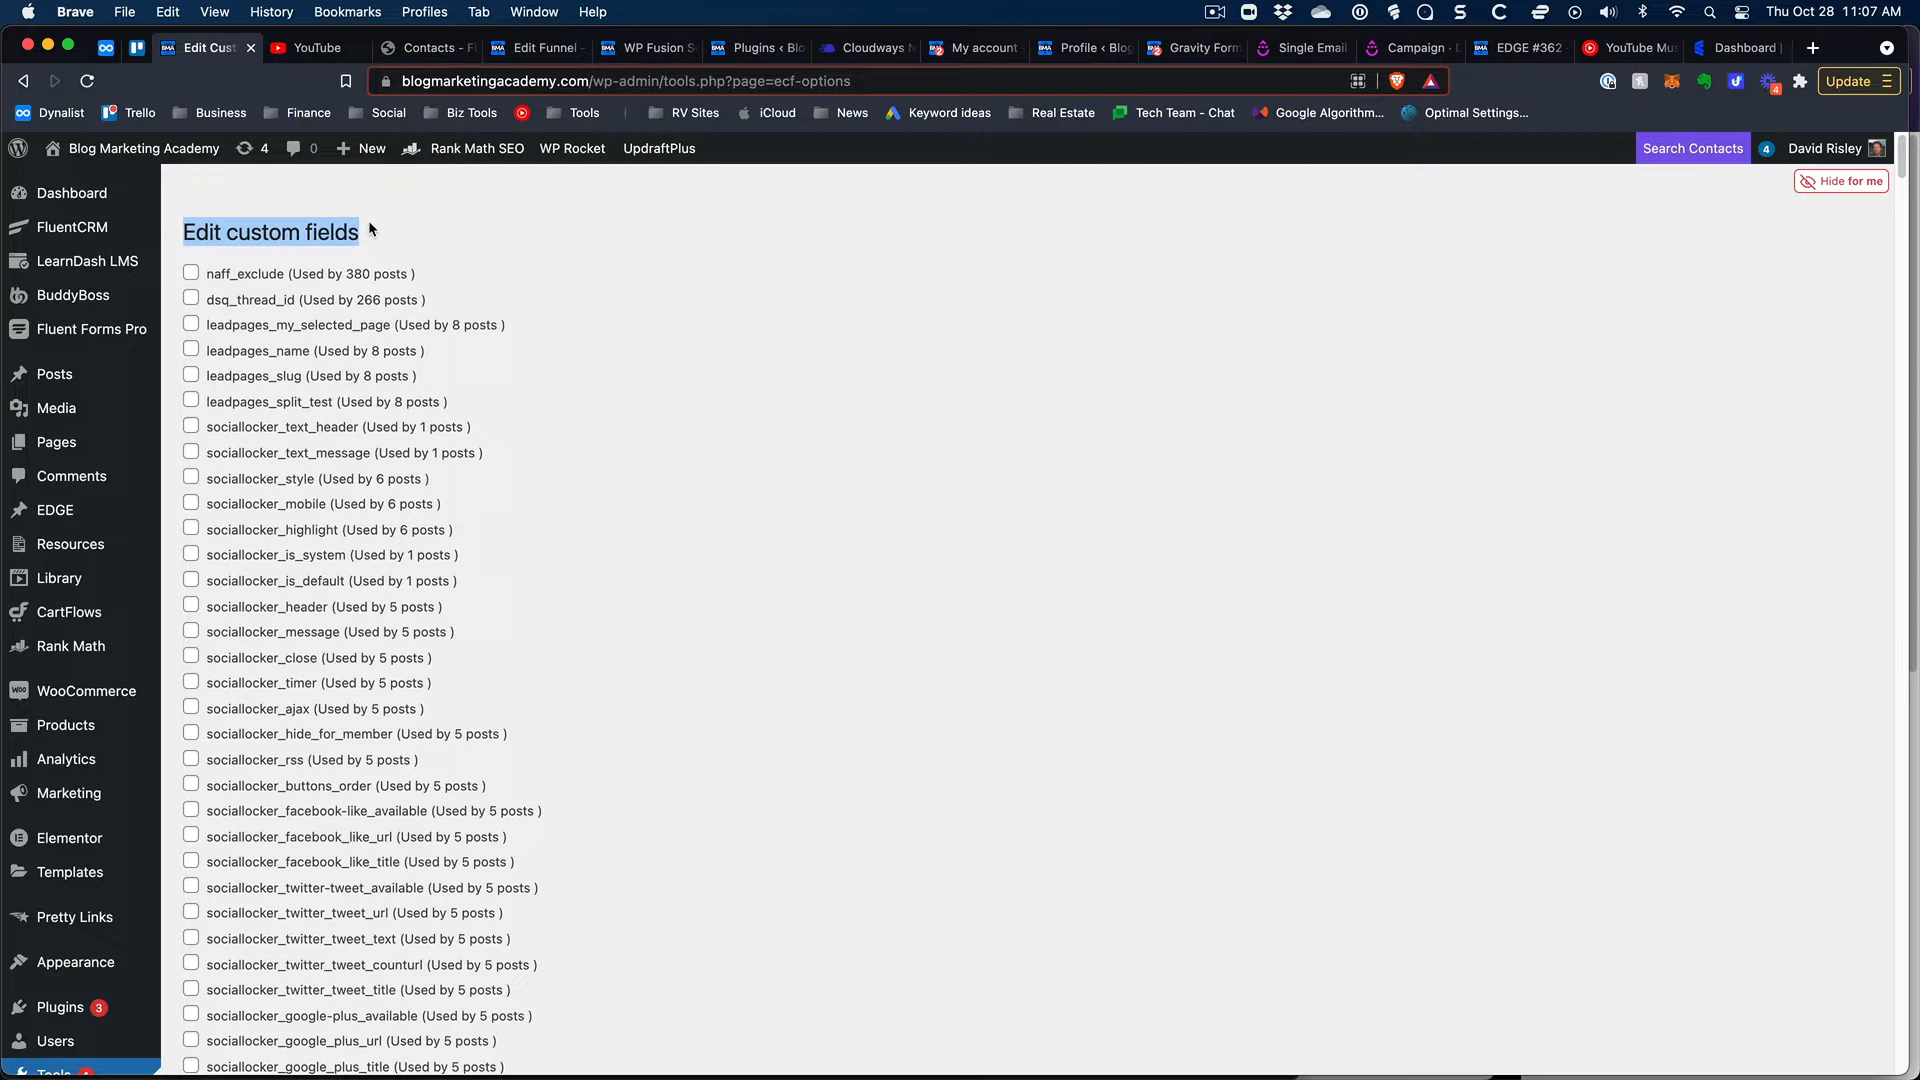 Brave File Edit View History Bookmarks Profiles Tab Window Help Thu Oct 28 11:07 AM
Edit Cus YouTube Contacts - F Edit Funnel WP Fusion S Plugins ‹ Blo Cloudways My account Profile ‹ Blog Gravity Form Single Email Campaign - EDGE #362 YouTube Mus Dashboard
blogmarketingacademy.com/wp-admin/tools.php?page=ecf-options 4 Update
Dynalist Trello Business Finance Social Biz Tools Tools RV Sites iCloud News Keyword ideas Real Estate Tech Team - Chat Google Algorithm... Optimal Settings...
Blog Marketing Academy 4 0 New Rank Math SEO WP Rocket UpdraftPlus Search Contacts 4 David Risley
Hide for me
Dashboard
FluentCRM
LearnDash LMS
BuddyBoss
Fluent Forms Pro
Posts
Media
Pages
Comments
EDGE
Resources
Library
CartFlows
Rank Math
WooCommerce
Products
Analytics
Marketing
Elementor
Templates
Pretty Links
Appearance
Plugins 3
Users
Tools
Edit custom fields
naff_exclude (Used by 380 posts )
dsq_thread_id (Used by 266 posts )
leadpages_my_selected_page (Used by 8 posts )
leadpages_name (Used by 8 posts )
leadpages_slug (Used by 8 posts )
leadpages_split_test (Used by 8 posts )
sociallocker_text_header (Used by 1 posts )
sociallocker_text_message (Used by 1 posts )
sociallocker_style (Used by 6 posts )
sociallocker_mobile (Used by 6 posts )
sociallocker_highlight (Used by 6 posts )
sociallocker_is_system (Used by 1 posts )
sociallocker_is_default (Used by 1 posts )
sociallocker_header (Used by 5 posts )
sociallocker_message (Used by 5 posts )
sociallocker_close (Used by 5 posts )
sociallocker_timer (Used by 5 posts )
sociallocker_ajax (Used by 5 posts )
sociallocker_hide_for_member (Used by 5 posts )
sociallocker_rss (Used by 5 posts )
sociallocker_buttons_order (Used by 5 posts )
sociallocker_facebook-like_available (Used by 5 posts )
sociallocker_facebook_like_url (Used by 5 posts )
sociallocker_facebook_like_title (Used by 5 posts )
sociallocker_twitter-tweet_available (Used by 5 posts )
sociallocker_twitter_tweet_url (Used by 5 posts )
sociallocker_twitter_tweet_text (Used by 5 posts )
sociallocker_twitter_tweet_counturl (Used by 5 posts )
sociallocker_twitter_tweet_title (Used by 5 posts )
sociallocker_google-plus_available (Used by 5 posts )
sociallocker_google_plus_url (Used by 5 posts )
sociallocker_google_plus_title (Used by 5 posts )